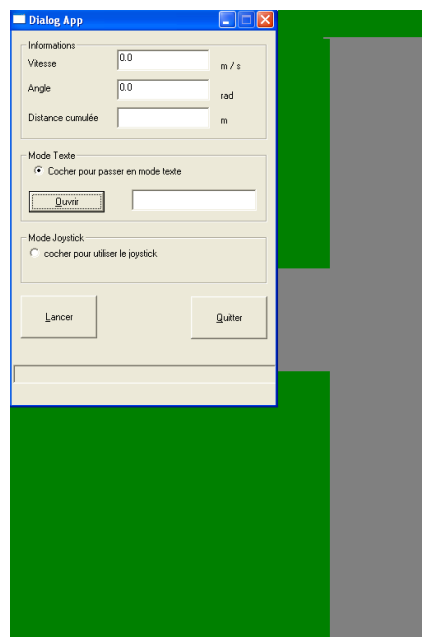 Dialog App
Informations
Vitesse 0.0 m / s
Angle 0.0 rad
Distance cumulée m
Mode Texte
Cocher pour passer en mode texte
Ouvrir
Mode Joystick
cocher pour utiliser le joystick
Lancer Quitter